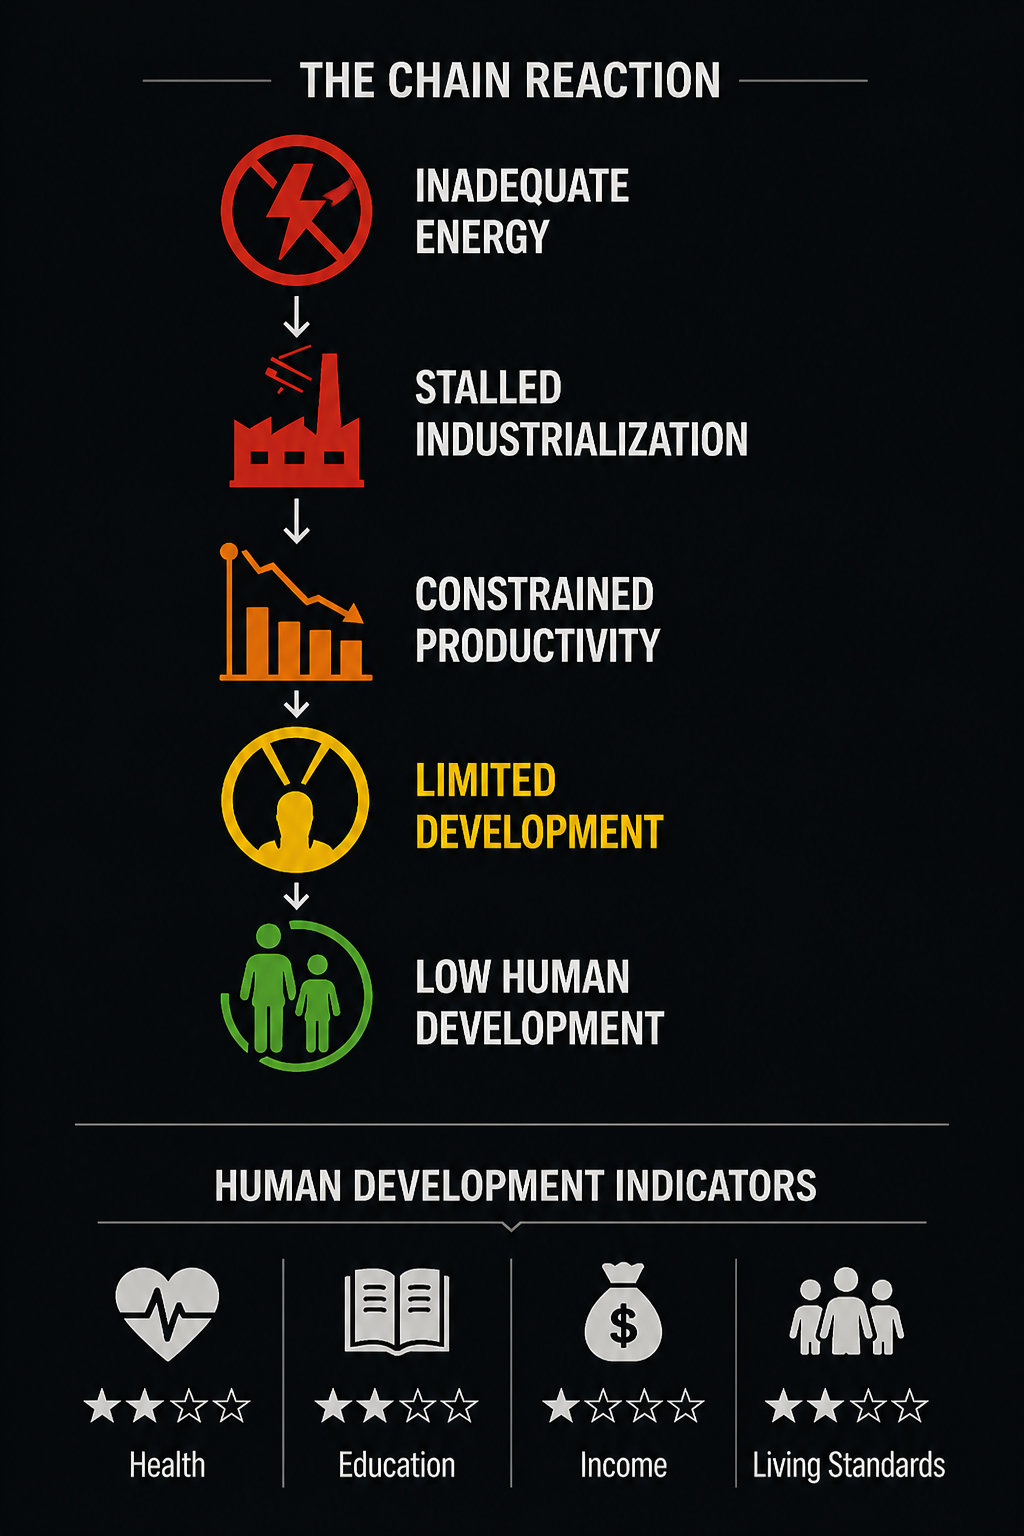 THE CHAIN REACTION
INADEQUATE
ENERGY
STALLED
INDUSTRIALIZATION
CONSTRAINED
PRODUCTIVITY
LIMITED
DEVELOPMENT
LOW HUMAN
DEVELOPMENT
HUMAN DEVELOPMENT INDICATORS
$
Health
Education
Income
Living Standards